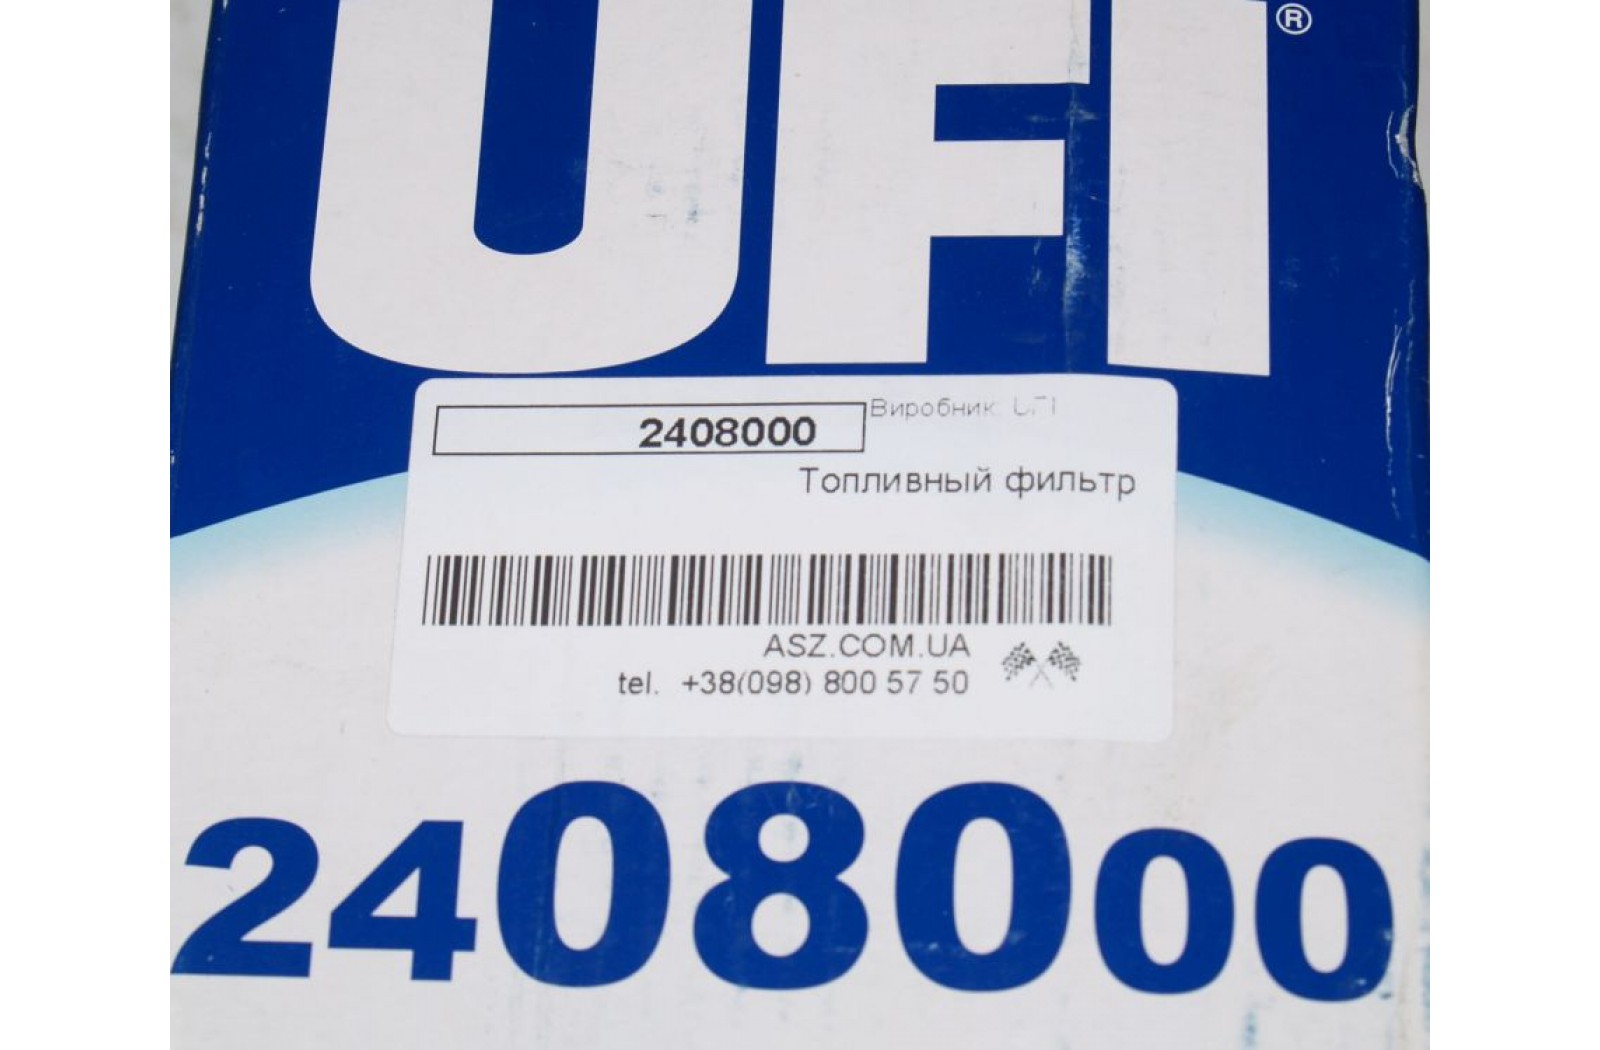 UFI®
2408000
Виробник: UFI
Топливный фильтр
ASZ.COM.UA
tel. +38(098) 800 57 50
2408000